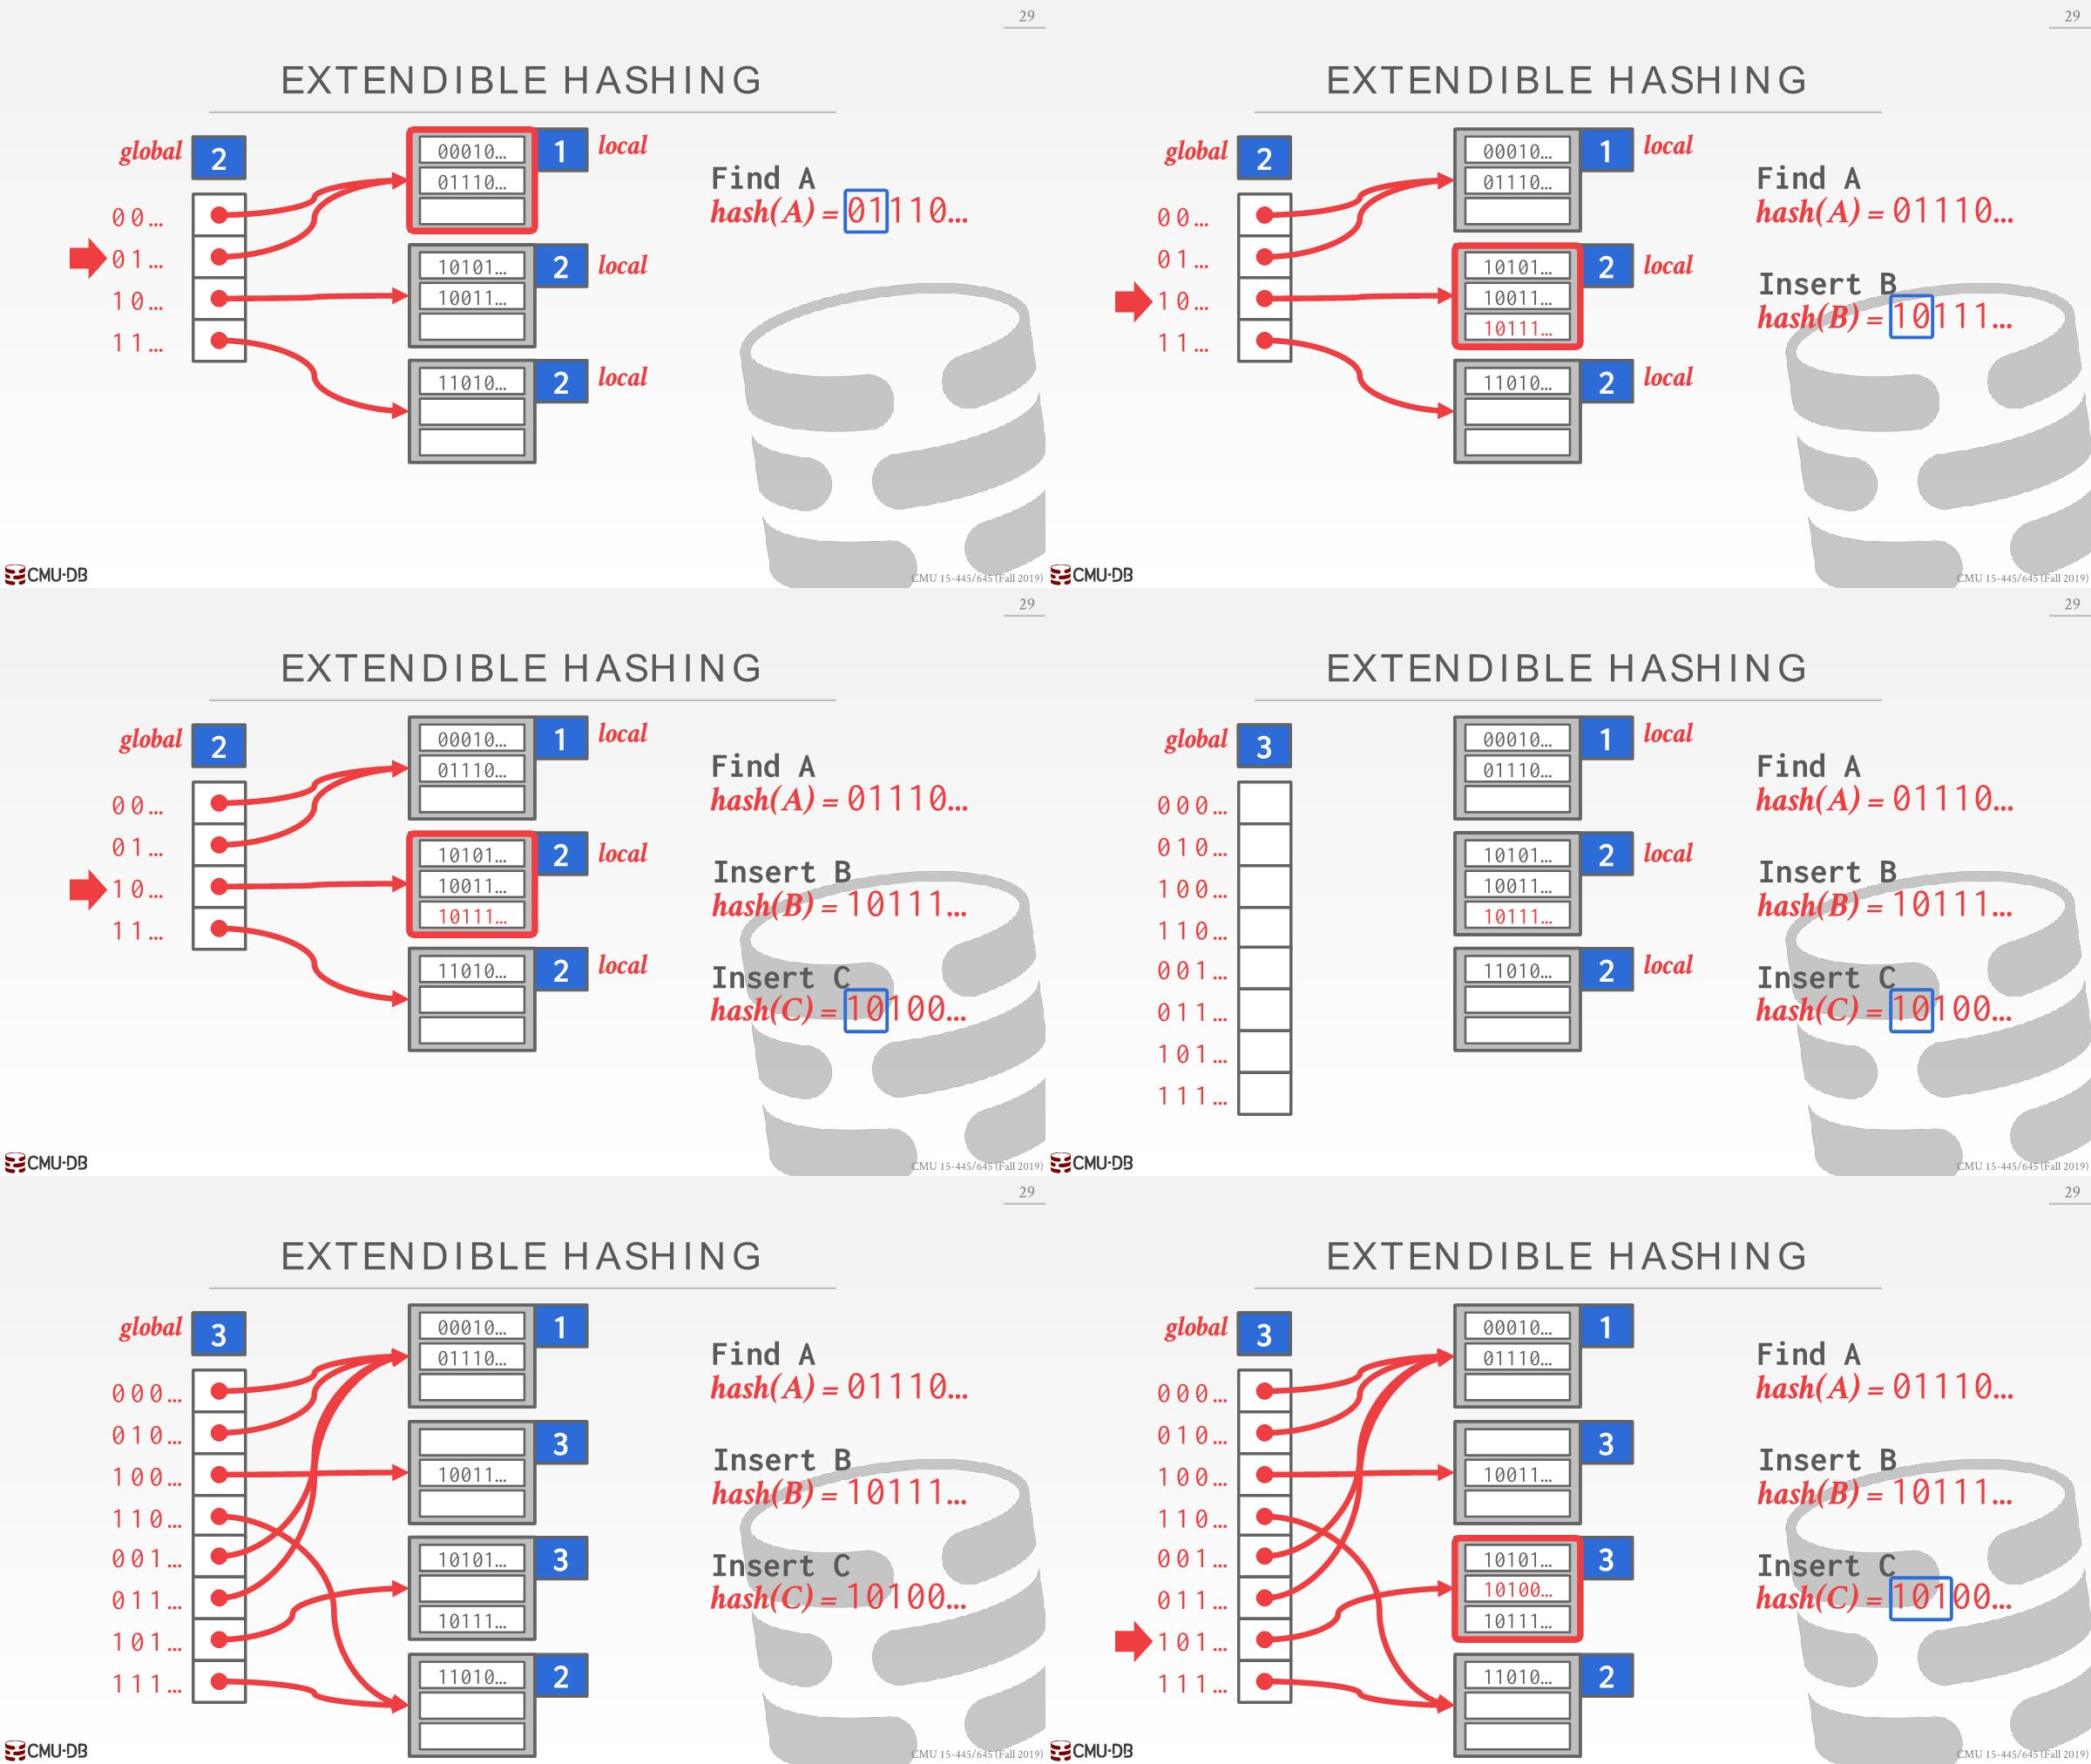 29
EXTENDIBLE HASHING
global 2
00…
01…
10…
11…
00010… 1 local
01110…
10101… 2 local
10011…
11010… 2 local
Find A
hash(A) = 01110…
CMU·DB
CMU 15-445/645 (Fall 2019)
29
EXTENDIBLE HASHING
global 2
00…
01…
10…
11…
00010… 1 local
01110…
10101… 2 local
10011…
10111…
11010… 2 local
Find A
hash(A) = 01110…
Insert B
hash(B) = 10111…
CMU·DB
CMU 15-445/645 (Fall 2019)
29
EXTENDIBLE HASHING
global 2
00…
01…
10…
11…
00010… 1 local
01110…
10101… 2 local
10011…
10111…
11010… 2 local
Find A
hash(A) = 01110…
Insert B
hash(B) = 10111…
Insert C
hash(C) = 10100…
CMU·DB
CMU 15-445/645 (Fall 2019)
29
EXTENDIBLE HASHING
global 3
000…
010…
100…
110…
001…
011…
101…
111…
00010… 1 local
01110…
10101… 2 local
10011…
10111…
11010… 2 local
Find A
hash(A) = 01110…
Insert B
hash(B) = 10111…
Insert C
hash(C) = 10100…
CMU·DB
CMU 15-445/645 (Fall 2019)
29
EXTENDIBLE HASHING
global 3
000…
010…
100…
110…
001…
011…
101…
111…
00010… 1
01110…
3
10011…
10101… 3
10111…
11010… 2
Find A
hash(A) = 01110…
Insert B
hash(B) = 10111…
Insert C
hash(C) = 10100…
CMU·DB
CMU 15-445/645 (Fall 2019)
29
EXTENDIBLE HASHING
global 3
000…
010…
100…
110…
001…
011…
101…
111…
00010… 1
01110…
3
10011…
10101… 3
10100…
10111…
11010… 2
Find A
hash(A) = 01110…
Insert B
hash(B) = 10111…
Insert C
hash(C) = 10100…
CMU·DB
CMU 15-445/645 (Fall 2019)